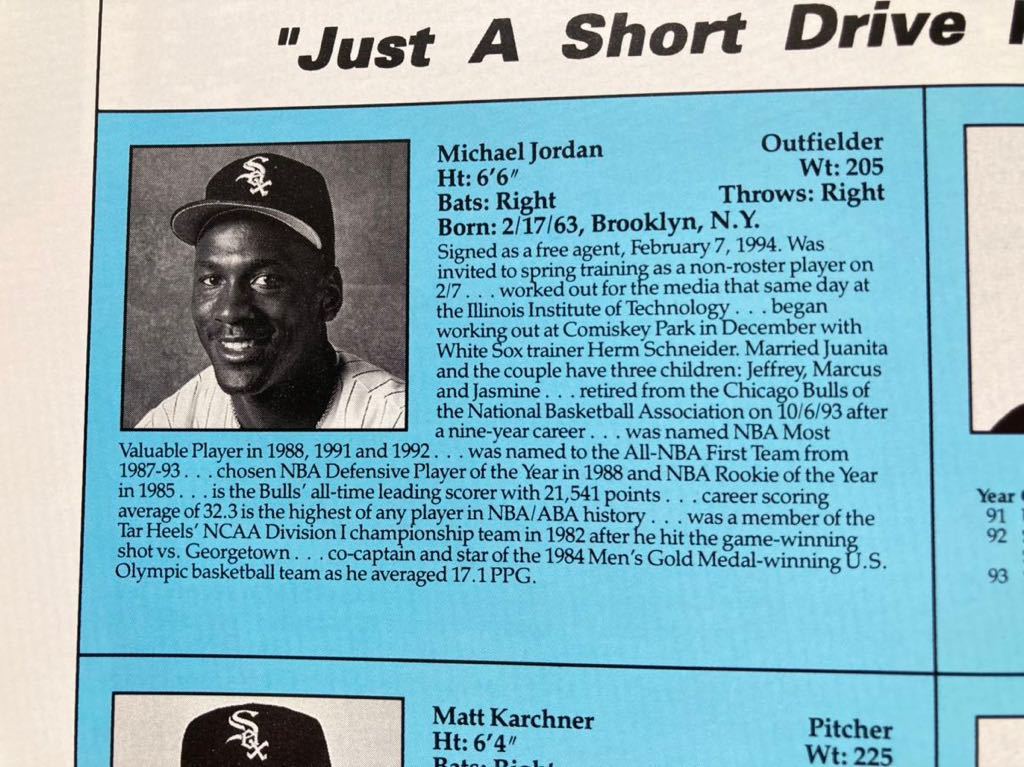 "Just A Short Drive
Sox
Michael Jordan Outfielder
Ht: 6'6" Wt: 205
Bats: Right Throws: Right
Born: 2/17/63, Brooklyn, N.Y.
Signed as a free agent, February 7, 1994. Was
invited to spring training as a non-roster player on
2/7 . . . worked out for the media that same day at
the Illinois Institute of Technology . . . began
working out at Comiskey Park in December with
White Sox trainer Herm Schneider. Married Juanita
and the couple have three children: Jeffrey, Marcus
and Jasmine . . . retired from the Chicago Bulls of
the National Basketball Association on 10/6/93 after
a nine-year career . . . was named NBA Most
Valuable Player in 1988, 1991 and 1992 . . . was named to the All-NBA First Team from
1987-93 . . . chosen NBA Defensive Player of the Year in 1988 and NBA Rookie of the Year
in 1985 . . . is the Bulls' all-time leading scorer with 21,541 points . . . career scoring
average of 32.3 is the highest of any player in NBA/ABA history . . . was a member of the
Tar Heels' NCAA Division I championship team in 1982 after he hit the game-winning
shot vs. Georgetown . . . co-captain and star of the 1984 Men's Gold Medal-winning U.S.
Olympic basketball team as he averaged 17.1 PPG.
Year
91
92
93
Sox
Matt Karchner Pitcher
Ht: 6'4" Wt: 225
Bats: Right